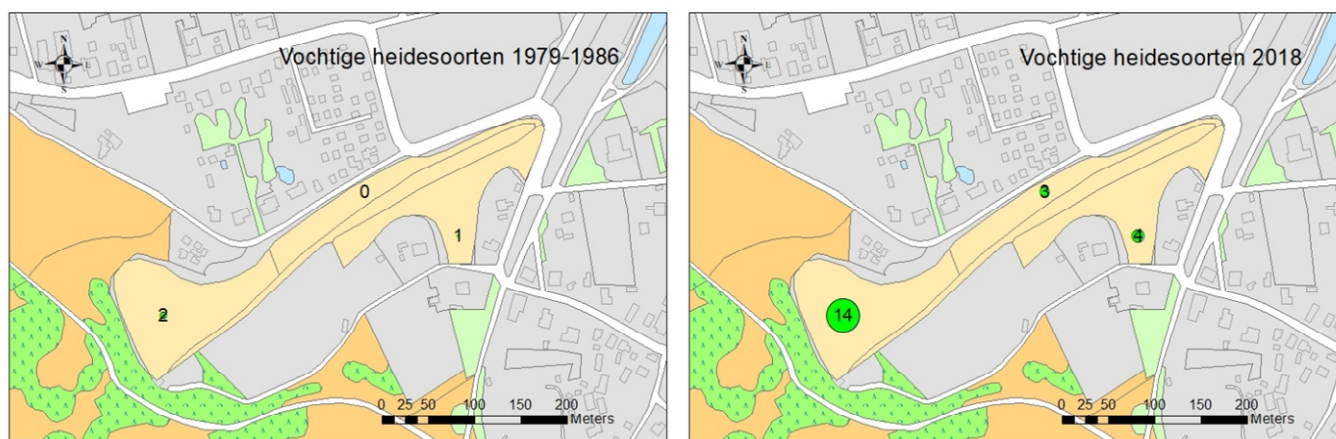 Vochtige heidesoorten 1979-1986
N
W E
S
0
1
2
0 25 50 100 150 200
Meters
Vochtige heidesoorten 2018
N
W E
S
3
4
14
0 25 50 100 150 200
Meters